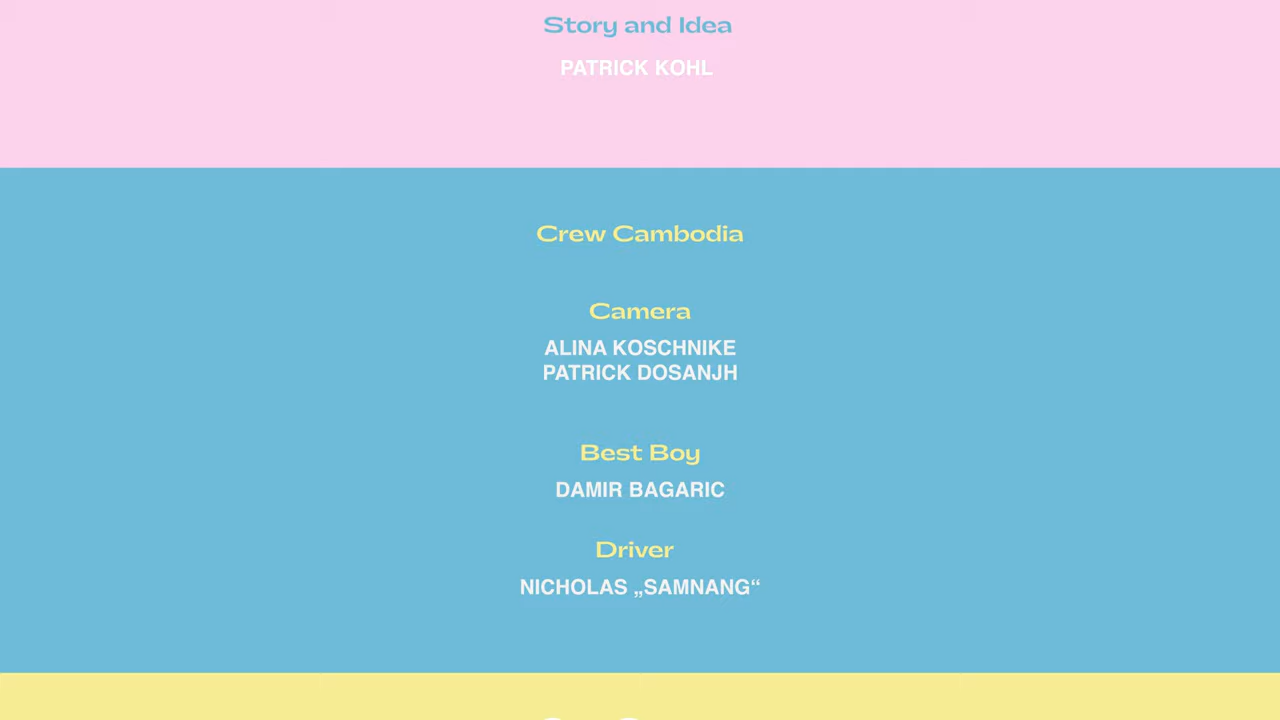 Story and Idea
PATRICK KOHL
Crew Cambodia
Camera
ALINA KOSCHNIKE
PATRICK DOSANJH
Best Boy
DAMIR BAGARIC
Driver
NICHOLAS „SAMNANG“